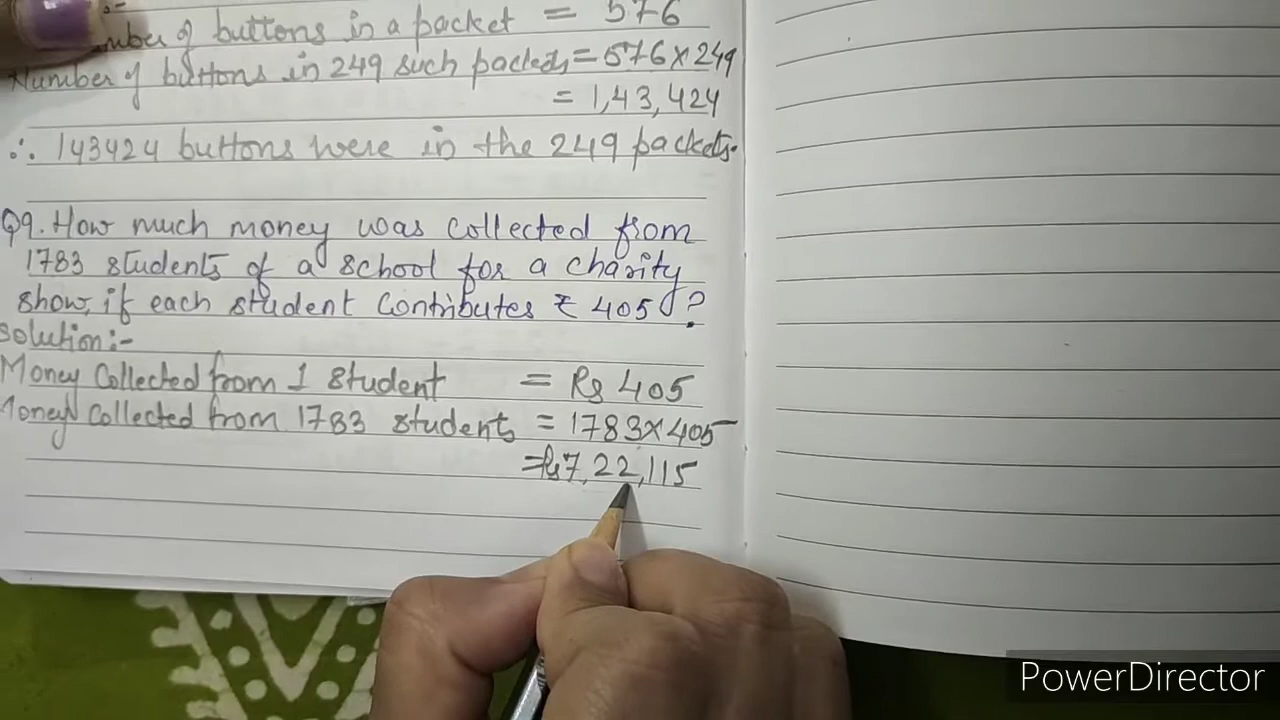 :-
Number of buttons in a packet = 576
Number of buttons in 249 such packets = 576 × 249
= 1,43,424
∴ 143424 buttons were in the 249 packets.
Q9. How much money was collected from
1783 students of a school for a charity
show, if each student contributes ₹ 405 ?
Solution:-
Money Collected from 1 student = Rs 405
Money Collected from 1783 students = 1783 × 405
= Rs 7,22,115
PowerDirector